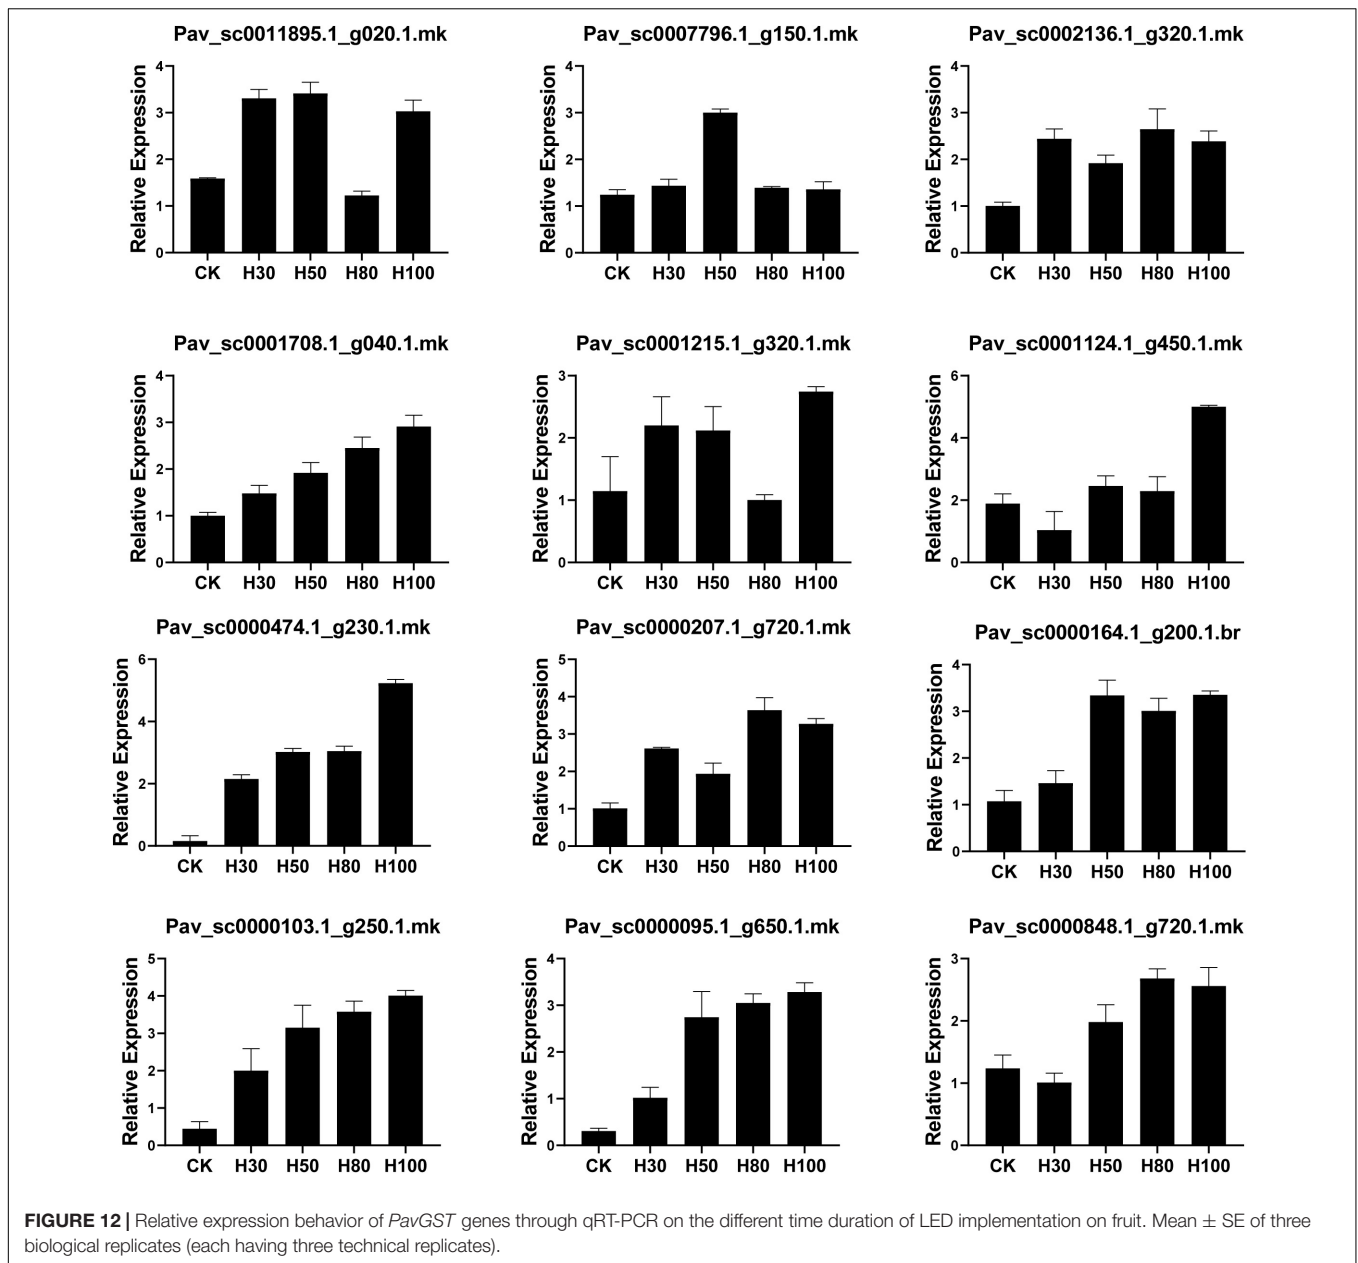 Pav_sc0011895.1_g020.1.mk
Relative Expression
4
3
2
1
0
CK H30 H50 H80 H100
Pav_sc0007796.1_g150.1.mk
Relative Expression
4
3
2
1
0
CK H30 H50 H80 H100
Pav_sc0002136.1_g320.1.mk
Relative Expression
4
3
2
1
0
CK H30 H50 H80 H100
Pav_sc0001708.1_g040.1.mk
Relative Expression
4
3
2
1
0
CK H30 H50 H80 H100
Pav_sc0001215.1_g320.1.mk
Relative Expression
3
2
1
0
CK H30 H50 H80 H100
Pav_sc0001124.1_g450.1.mk
Relative Expression
6
4
2
0
CK H30 H50 H80 H100
Pav_sc0000474.1_g230.1.mk
Relative Expression
6
4
2
0
CK H30 H50 H80 H100
Pav_sc0000207.1_g720.1.mk
Relative Expression
5
4
3
2
1
0
CK H30 H50 H80 H100
Pav_sc0000164.1_g200.1.br
Relative Expression
4
3
2
1
0
CK H30 H50 H80 H100
Pav_sc0000103.1_g250.1.mk
Relative Expression
5
4
3
2
1
0
CK H30 H50 H80 H100
Pav_sc0000095.1_g650.1.mk
Relative Expression
4
3
2
1
0
CK H30 H50 H80 H100
Pav_sc0000848.1_g720.1.mk
Relative Expression
3
2
1
0
CK H30 H50 H80 H100
FIGURE 12 | Relative expression behavior of PavGST genes through qRT-PCR on the different time duration of LED implementation on fruit. Mean ± SE of three
biological replicates (each having three technical replicates).